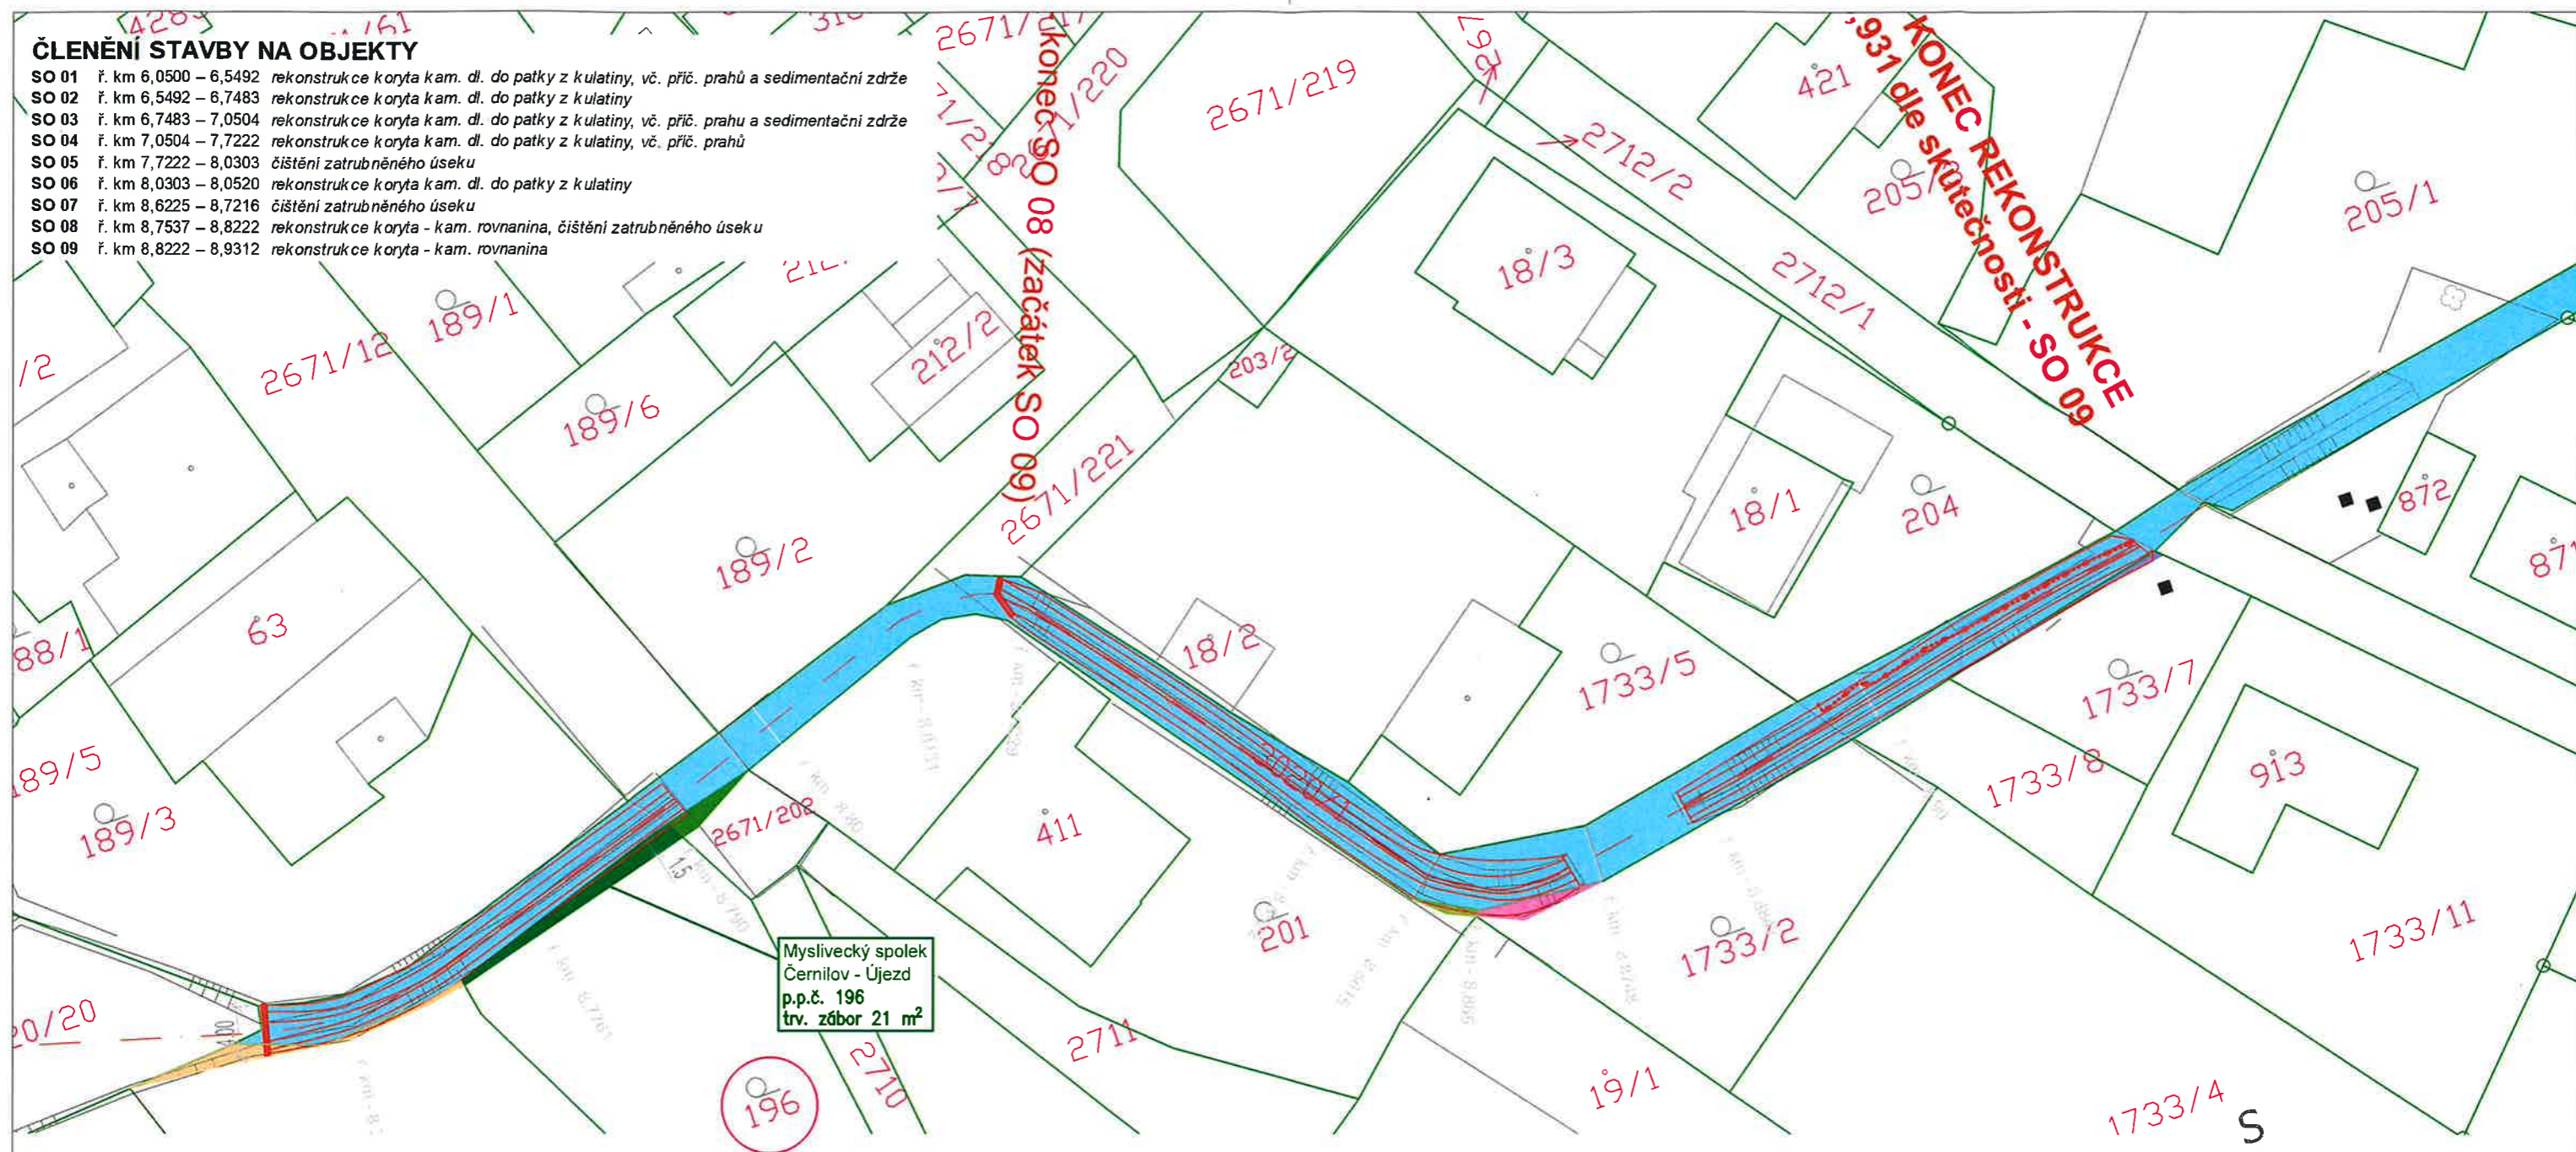 ČLENĚNÍ STAVBY NA OBJEKTY
SO 01 ř. km 6,0500 – 6,5492 rekonstrukce koryta kam. dl. do patky z kulatiny, vč. příč. prahů a sedimentační zdrže
SO 02 ř. km 6,5492 – 6,7483 rekonstrukce koryta kam. dl. do patky z kulatiny
SO 03 ř. km 6,7483 – 7,0504 rekonstrukce koryta kam. dl. do patky z kulatiny, vč. příč. prahu a sedimentační zdrže
SO 04 ř. km 7,0504 – 7,7222 rekonstrukce koryta kam. dl. do patky z kulatiny, vč. příč. prahů
SO 05 ř. km 7,7222 – 8,0303 čištění zatrubněného úseku
SO 06 ř. km 8,0303 – 8,0520 rekonstrukce koryta kam. dl. do patky z kulatiny
SO 07 ř. km 8,6225 – 8,7216 čištění zatrubněného úseku
SO 08 ř. km 8,7537 – 8,8222 rekonstrukce koryta - kam. rovnanina, čištění zatrubněného úseku
SO 09 ř. km 8,8222 – 8,9312 rekonstrukce koryta - kam. rovnanina
konec SO 08 (začátek SO 09)
KONEC REKONSTRUKCE
,931 dle skutečnosti - SO 09
1/220
2671/219
2712/2
421
205/1
18/3
2712/1
189/1
2671/12
/2
212/2
203/2
189/6
2671/221
18/1
204
872
871
189/2
63
88/1
18/2
1733/5
1733/7
189/5
189/3
2671/202
411
1733/8
913
201
1733/2
1733/11
1,5
20/20
4,00
Myslivecký spolek
Černilov - Újezd
p.p.č. 196
trv. zábor 21 m²
2711
2710
196
19/1
1733/4
S